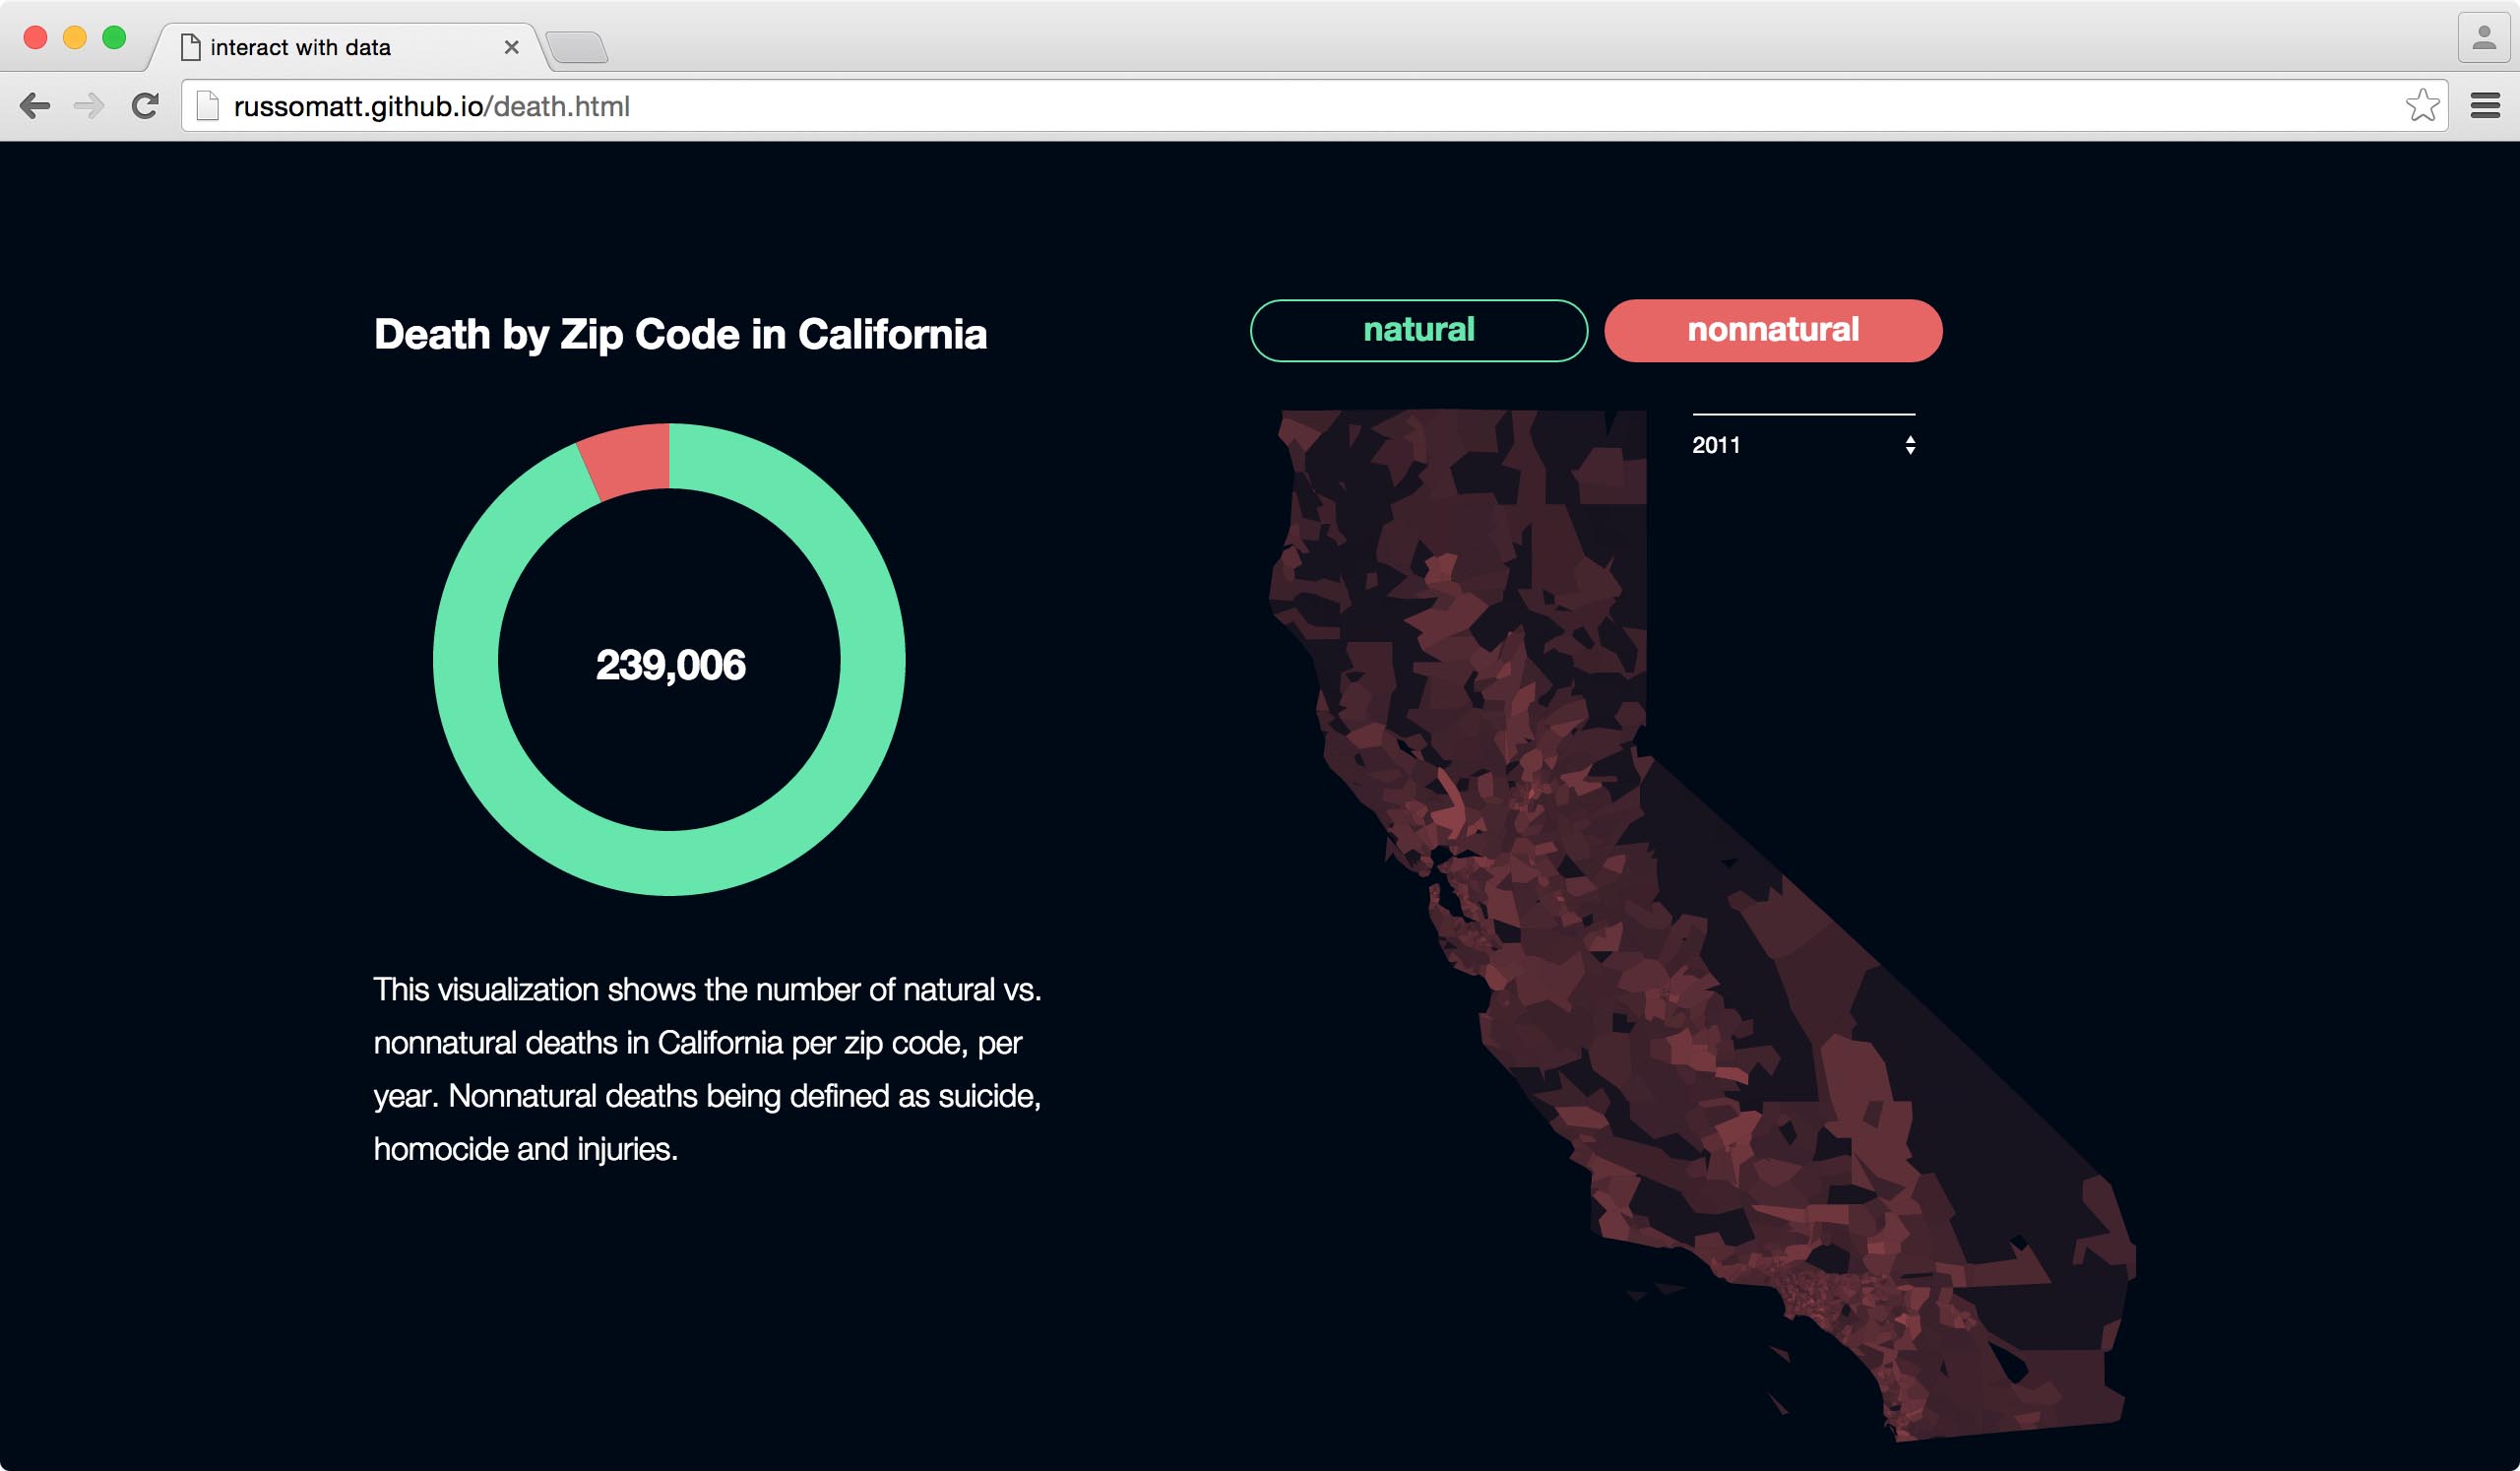 interact with data
russomatt.github.io/death.html
Death by Zip Code in California
natural
nonnatural
2011
239,006
This visualization shows the number of natural vs.
nonnatural deaths in California per zip code, per
year. Nonnatural deaths being defined as suicide,
homocide and injuries.